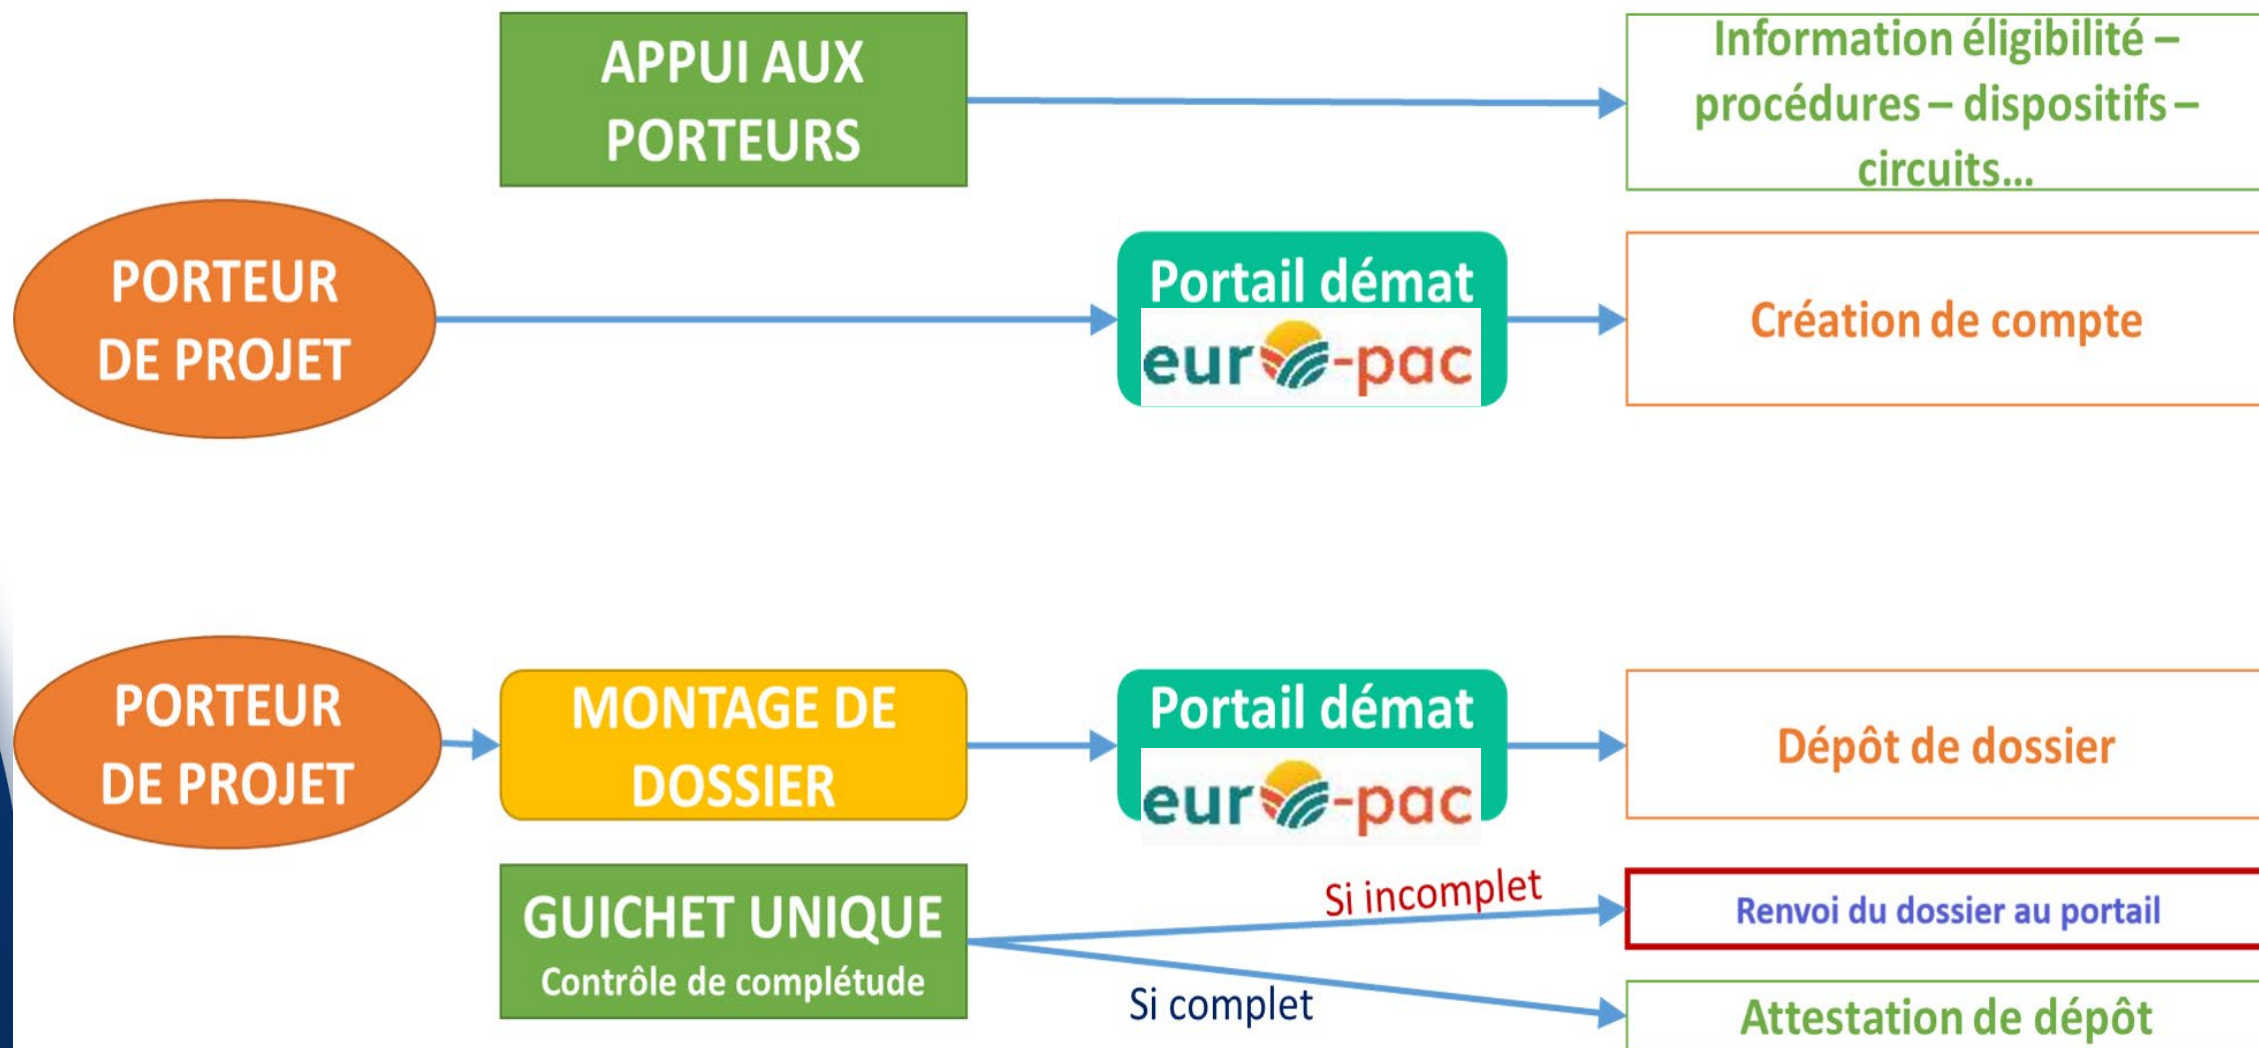 APPUI AUX
PORTEURS
Information éligibilité –
procédures – dispositifs –
circuits...
PORTEUR
DE PROJET
Portail démat
euro-pac
Création de compte
PORTEUR
DE PROJET
MONTAGE DE
DOSSIER
Portail démat
euro-pac
Dépôt de dossier
GUICHET UNIQUE
Contrôle de complétude
Si incomplet
Renvoi du dossier au portail
Si complet
Attestation de dépôt